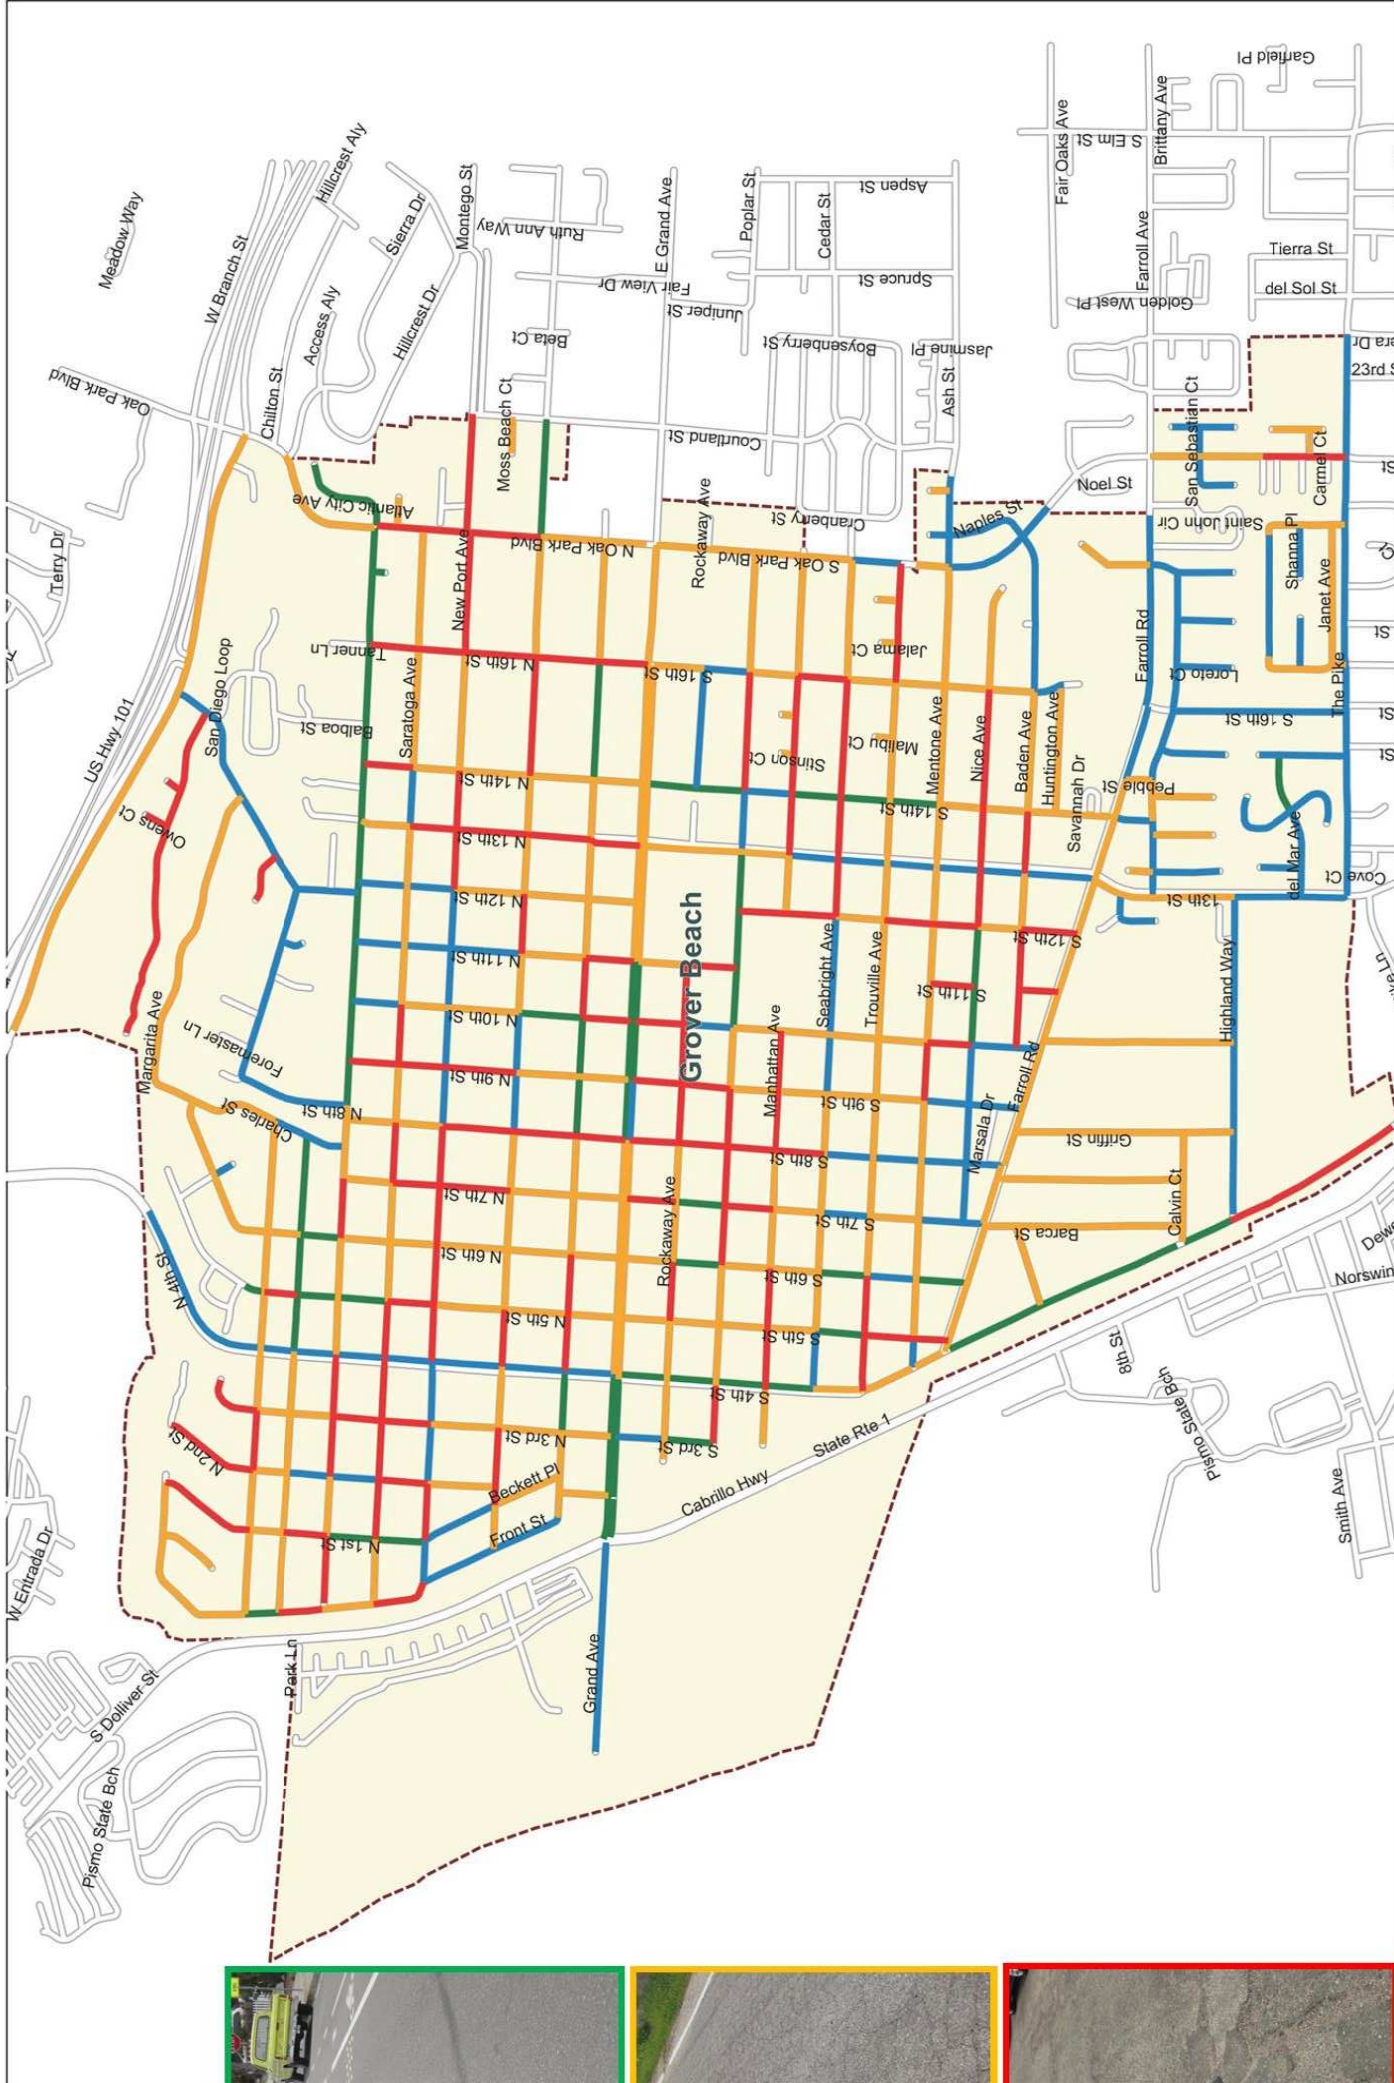 Garfield Pl
Fair Oaks Ave
Brittany Ave
S Elm St
Hillcrest Aly
Meadow Way
W Branch St
Sierra Dr
Montego St
Ruth Ann Way
E Grand Ave
Poplar St
Cedar St
Aspen St
Farroll Ave
Tierra St
Access Aly
Hillcrest Dr
Fair View Dr
Juniper St
Spruce St
Golden West Pl
del Sol St
Oak Park Blvd
Chilton St
Beta Ct
Boysenberry St
Jasmine Pl
Ash St
Moss Beach Ct
Courtland St
San Sebastian Ct
23rd S
Carmel Ct
Noel St
Atlantic City Ave
Terry Dr
New Port Ave
N Oak Park Blvd
Rockaway Ave
Cranberry St
S Oak Park Blvd
Naples St
Saint John Cir
Shanna Pl
Janet Ave
San Diego Loop
Tanner Ln
N 16th St
S 16th St
Jalama Ct
Farroll Rd
Loreto Ct
The Pike
US Hwy 101
Balboa St
Saratoga Ave
N 14th St
Stinson Ct
Malibu Ct
Mentone Ave
Nice Ave
Baden Ave
Huntington Ave
S 16th St
Owens Ct
N 13th St
S 14th St
Savannah Dr
Pebble St
del Mar Ave
Cove Ct
N 12th St
13th St
Grover Beach
N 11th St
Seabright Ave
Trouville Ave
S 12th St
Highland Way
Margarita Ave
Foremaster Ln
N 10th St
S 11th St
N 9th St
Manhattan Ave
S 9th St
Farroll Rd
Charles St
N 8th St
S 8th St
Marsala Dr
Griffin St
N 7th St
Rockaway Ave
S 7th St
Calvin Ct
Barca St
N 4th St
N 6th St
S 6th St
Norswin
N 5th St
S 5th St
8th St
Pismo State Bch
S 4th St
N 2nd St
N 3rd St
S 3rd St
State Rte 1
Beckett Pl
Cabrillo Hwy
Front St
N 1st St
Smith Ave
W Entrada Dr
Park Ln
Grand Ave
S Dolliver St
Pismo State Bch